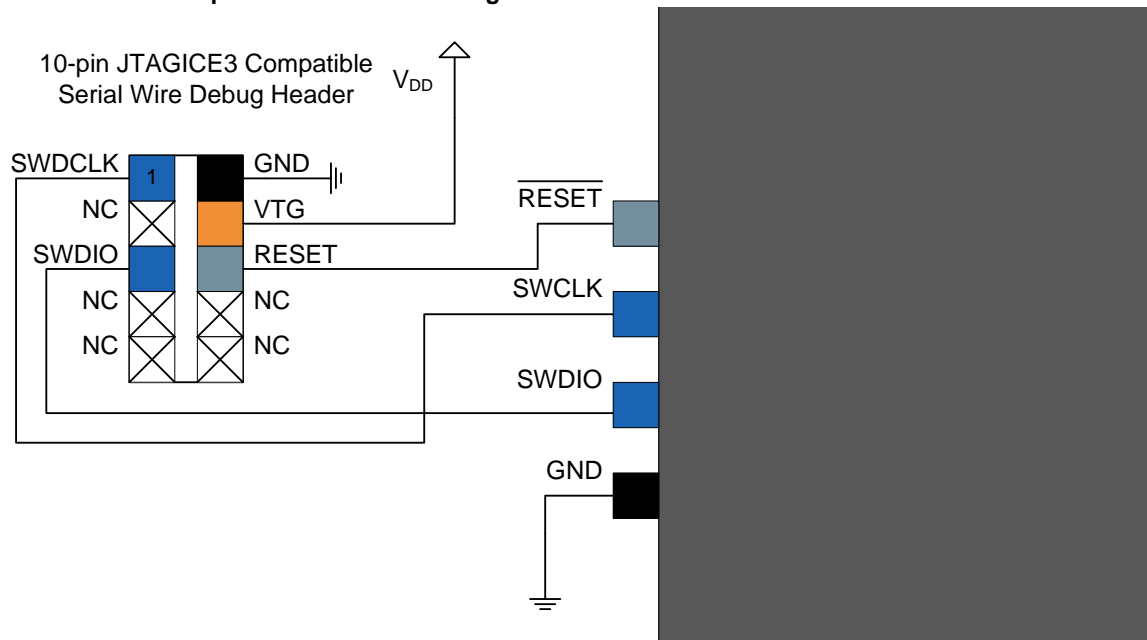 10-pin JTAGICE3 Compatible
Serial Wire Debug Header
VDD
SWDCLK
1
GND
NC
VTG
SWDIO
RESET
NC
NC
NC
NC
RESET
SWCLK
SWDIO
GND